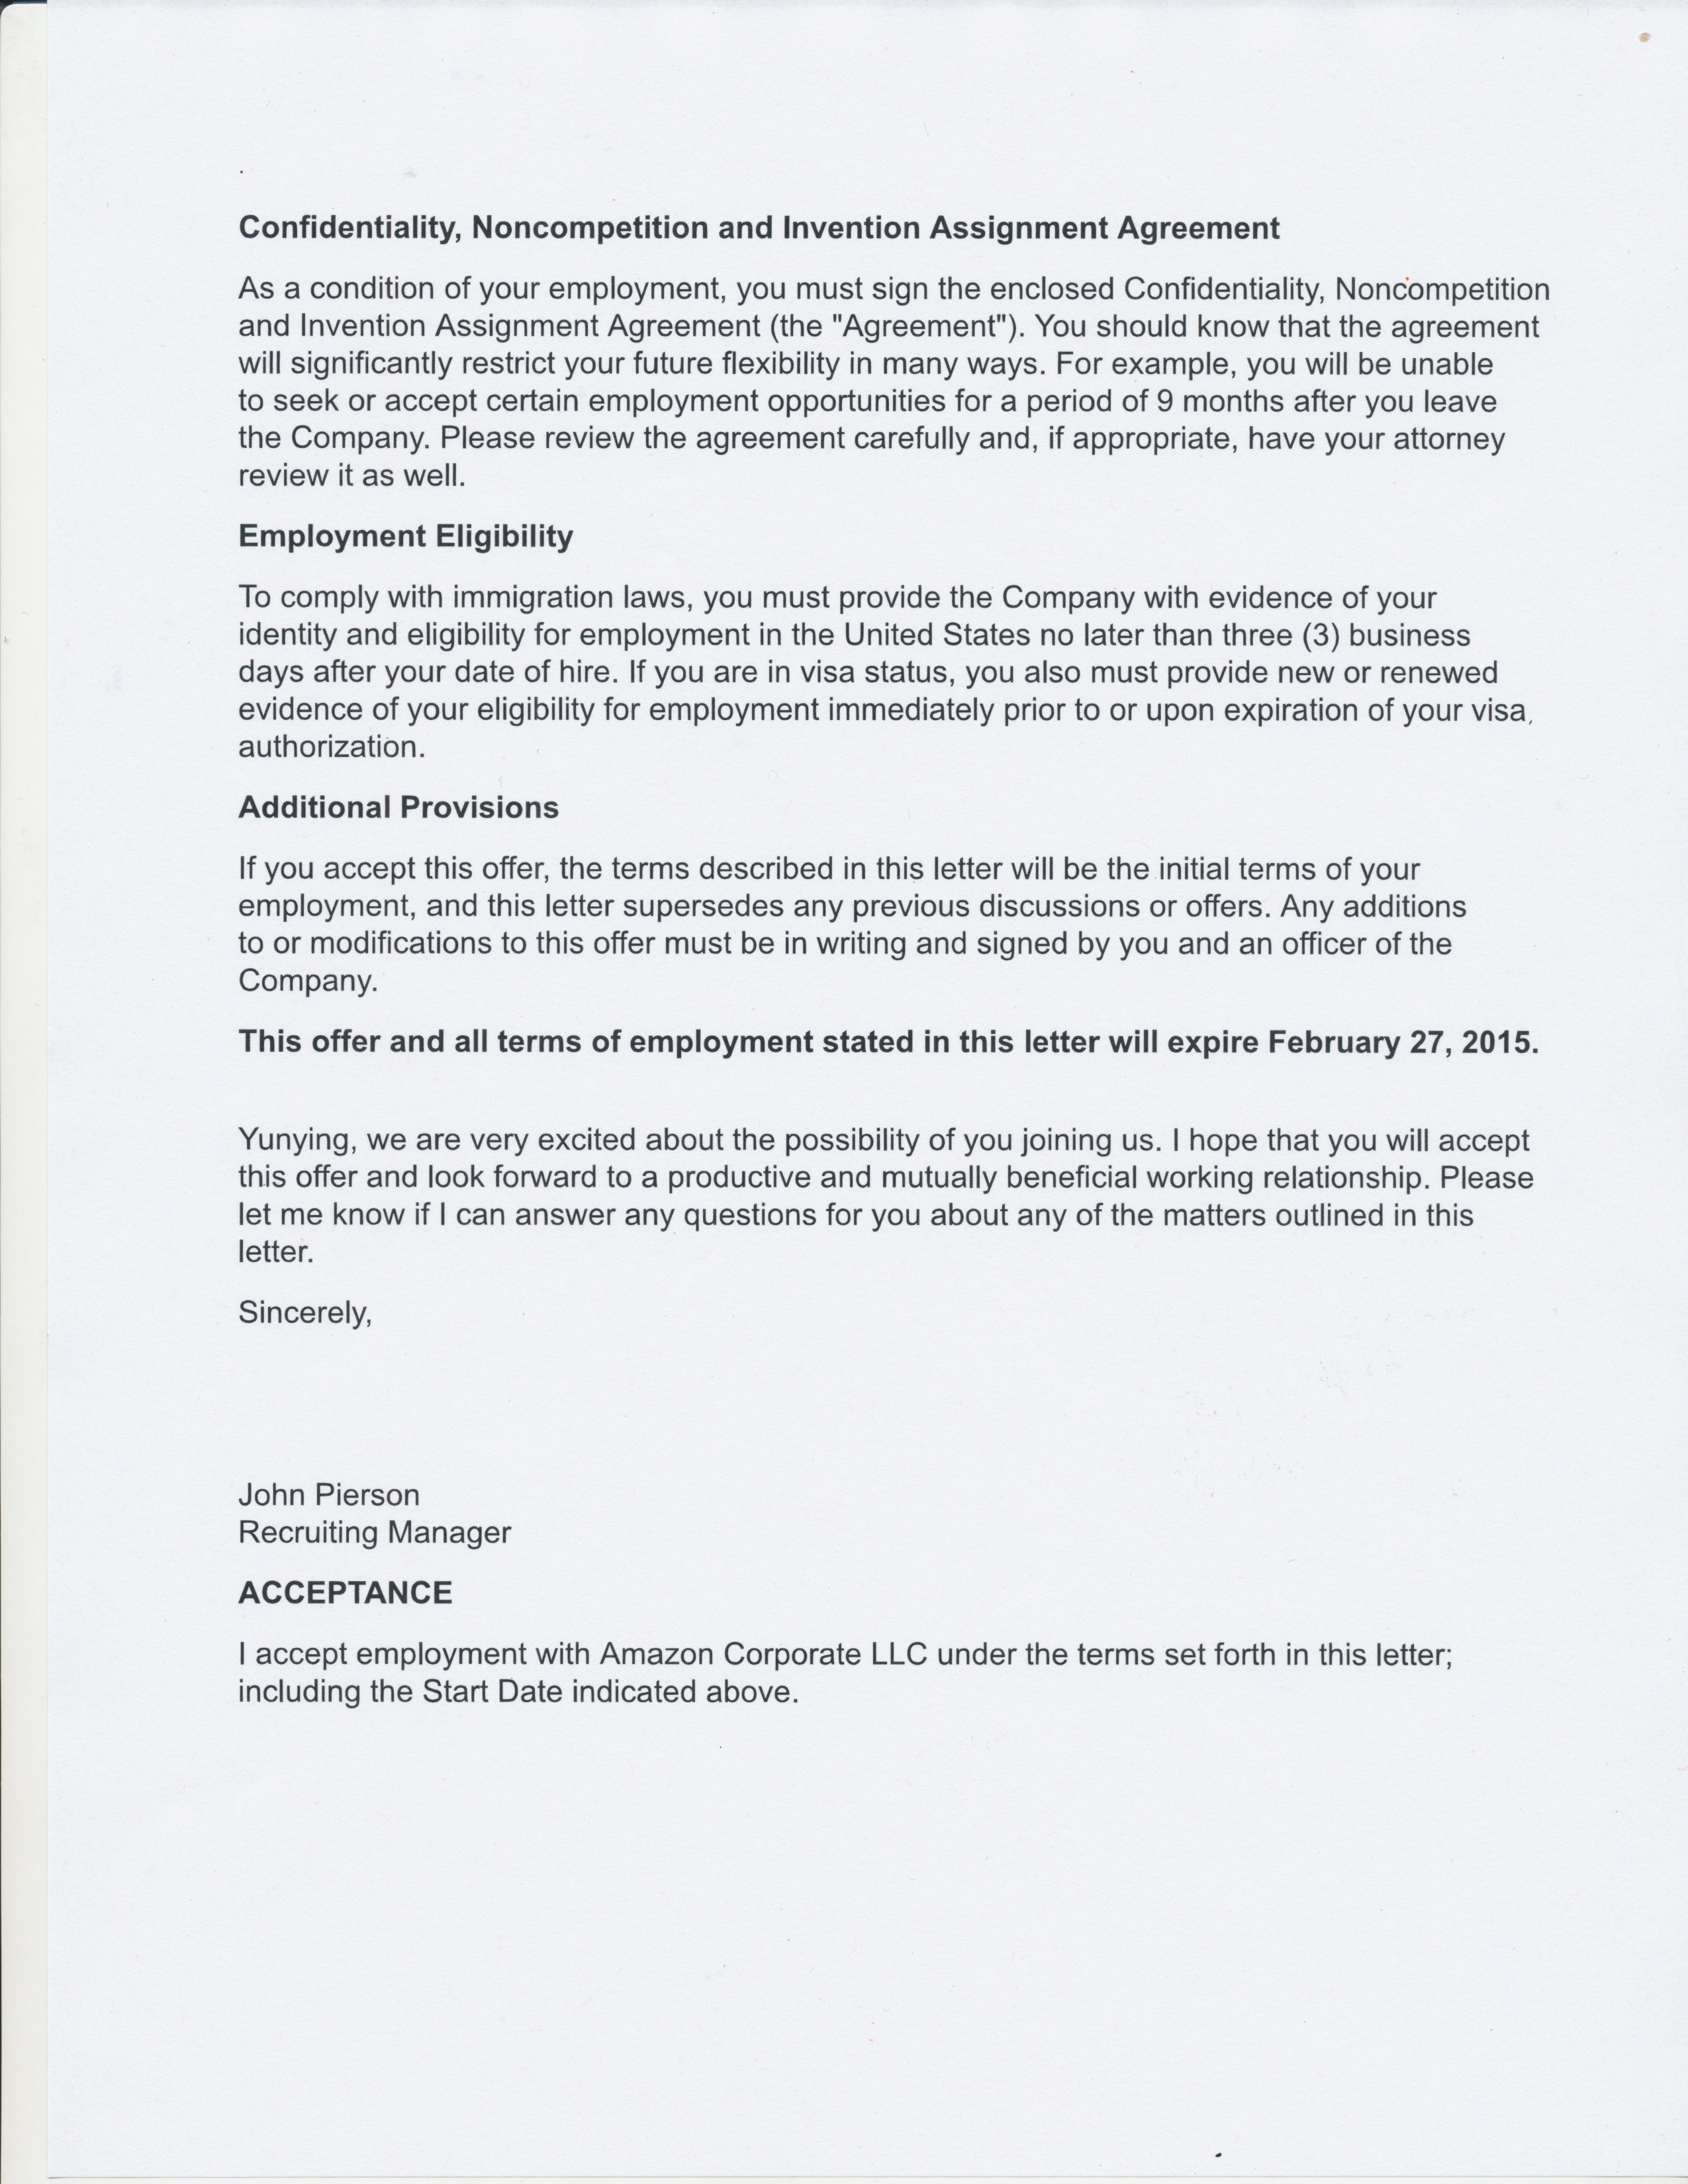 Confidentiality, Noncompetition and Invention Assignment Agreement
As a condition of your employment, you must sign the enclosed Confidentiality, Noncompetition
and Invention Assignment Agreement (the "Agreement"). You should know that the agreement
will significantly restrict your future flexibility in many ways. For example, you will be unable
to seek or accept certain employment opportunities for a period of 9 months after you leave
the Company. Please review the agreement carefully and, if appropriate, have your attorney
review it as well.
Employment Eligibility
To comply with immigration laws, you must provide the Company with evidence of your
identity and eligibility for employment in the United States no later than three (3) business
days after your date of hire. If you are in visa status, you also must provide new or renewed
evidence of your eligibility for employment immediately prior to or upon expiration of your visa
authorization.
Additional Provisions
If you accept this offer, the terms described in this letter will be the initial terms of your
employment, and this letter supersedes any previous discussions or offers. Any additions
to or modifications to this offer must be in writing and signed by you and an officer of the
Company.
This offer and all terms of employment stated in this letter will expire February 27, 2015.
Yunying, we are very excited about the possibility of you joining us. I hope that you will accept
this offer and look forward to a productive and mutually beneficial working relationship. Please
let me know if I can answer any questions for you about any of the matters outlined in this
letter.
Sincerely,
John Pierson
Recruiting Manager
ACCEPTANCE
I accept employment with Amazon Corporate LLC under the terms set forth in this letter;
including the Start Date indicated above.